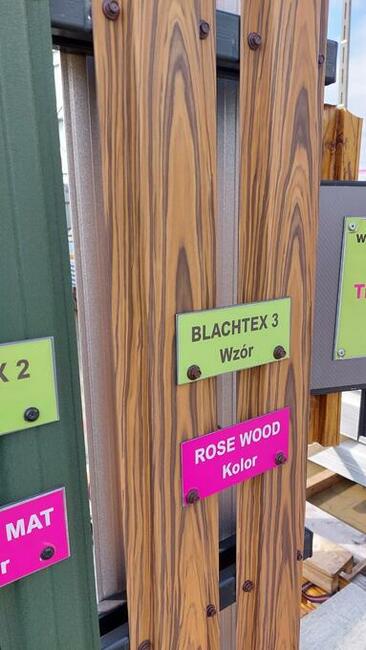 BLACHTEX 3
Wzór
ROSE WOOD
Kolor
X 2
MAT
r
W
T